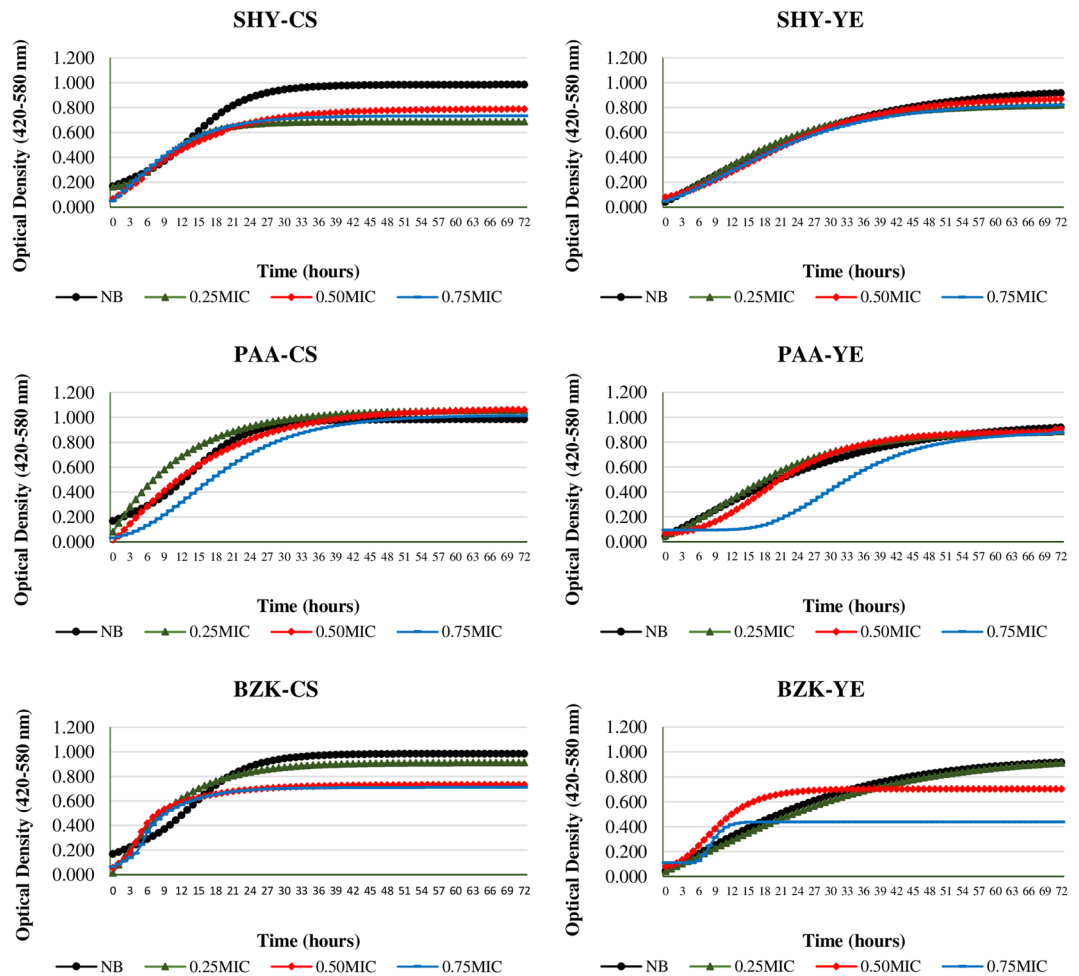 SHY-CS
Optical Density (420-580 nm)
1.200
1.000
0.800
0.600
0.400
0.200
0.000
0 3 6 9 12 15 18 21 24 27 30 33 36 39 42 45 48 51 54 57 60 63 66 69 72
Time (hours)
NB 0.25MIC 0.50MIC 0.75MIC
SHY-YE
Optical Density (420-580 nm)
1.200
1.000
0.800
0.600
0.400
0.200
0.000
0 3 6 9 12 15 18 21 24 27 30 33 36 39 42 45 48 51 54 57 60 63 66 69 72
Time (hours)
NB 0.25MIC 0.50MIC 0.75MIC
PAA-CS
Optical Density (420-580 nm)
1.200
1.000
0.800
0.600
0.400
0.200
0.000
0 3 6 9 12 15 18 21 24 27 30 33 36 39 42 45 48 51 54 57 60 63 66 69 72
Time (hours)
NB 0.25MIC 0.50MIC 0.75MIC
PAA-YE
Optical Density (420-580 nm)
1.200
1.000
0.800
0.600
0.400
0.200
0.000
0 3 6 9 12 15 18 21 24 27 30 33 36 39 42 45 48 51 54 57 60 63 66 69 72
Time (hours)
NB 0.25MIC 0.50MIC 0.75MIC
BZK-CS
Optical Density (420-580 nm)
1.200
1.000
0.800
0.600
0.400
0.200
0.000
0 3 6 9 12 15 18 21 24 27 30 33 36 39 42 45 48 51 54 57 60 63 66 69 72
Time (hours)
NB 0.25MIC 0.50MIC 0.75MIC
BZK-YE
Optical Density (420-580 nm)
1.200
1.000
0.800
0.600
0.400
0.200
0.000
0 3 6 9 12 15 18 21 24 27 30 33 36 39 42 45 48 51 54 57 60 63 66 69 72
Time (hours)
NB 0.25MIC 0.50MIC 0.75MIC